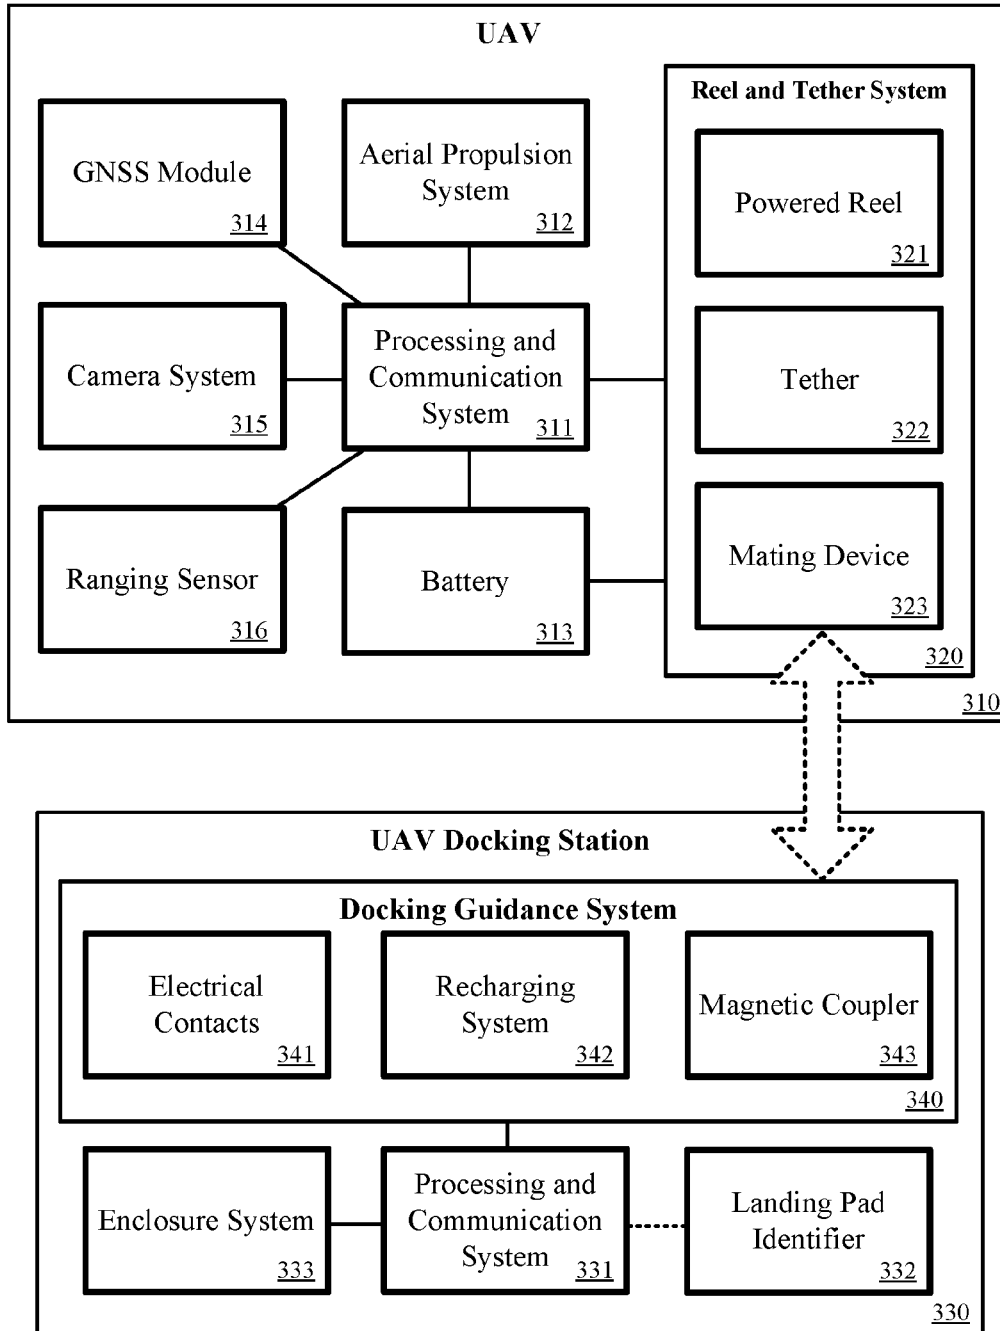 UAV
Reel and Tether System
GNSS Module
314
Aerial Propulsion
System
312
Powered Reel
321
Camera System
315
Processing and
Communication
System
311
Tether
322
Ranging Sensor
316
Battery
313
Mating Device
323
320
310
UAV Docking Station
Docking Guidance System
Electrical
Contacts
341
Recharging
System
342
Magnetic Coupler
343
340
Enclosure System
333
Processing and
Communication
System
331
Landing Pad
Identifier
332
330